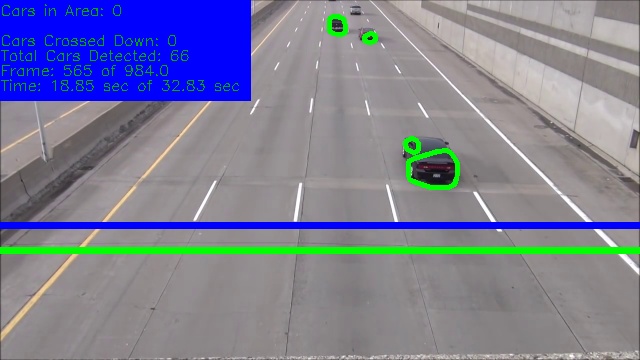 Cars in Area: 0
Cars Crossed Down: 0
Total Cars Detected: 66
Frame: 565 of 984.0
Time: 18.85 sec of 32.83 sec